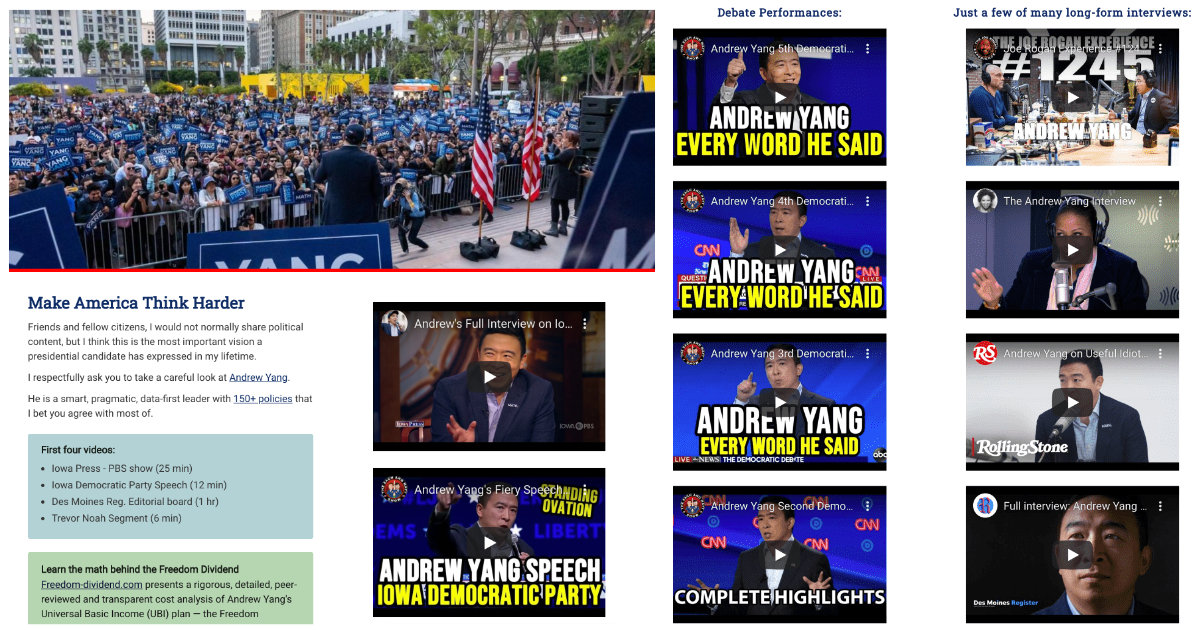 YANG
Make America Think Harder
Friends and fellow citizens, I would not normally share political
content, but I think this is the most important vision a
presidential candidate has expressed in my lifetime.
I respectfully ask you to take a careful look at Andrew Yang.
He is a smart, pragmatic, data-first leader with 150+ policies that
I bet you agree with most of.
First four videos:
• Iowa Press - PBS show (25 min)
• Iowa Democratic Party Speech (12 min)
• Des Moines Reg. Editorial board (1 hr)
• Trevor Noah Segment (6 min)
Learn the math behind the Freedom Dividend
Freedom-dividend.com presents a rigorous, detailed, peer-
reviewed and transparent cost analysis of Andrew Yang's
Universal Basic Income (UBI) plan — the Freedom
Andrew's Full Interview on Io...
IOWA PBS
Andrew Yang's Fiery Speech
STANDING
OVATION
LIBERTY
ANDREW YANG SPEECH
IOWA DEMOCRATIC PARTY
Debate Performances:
Andrew Yang 5th Democrati...
ANDREW YANG
EVERY WORD HE SAID
Andrew Yang 4th Democrati...
CNN
CNN
LIVE
ANDREW YANG
EVERY WORD HE SAID
Andrew Yang 3rd Democrati...
ANDREW YANG
EVERY WORD HE SAID
LIVE abc NEWS THE DEMOCRATIC DEBATE
abc
Andrew Yang Second Demo...
CNN
CNN
CNN
COMPLETE HIGHLIGHTS
Just a few of many long-form interviews:
THE JOE ROGAN EXPERIENCE
Joe Rogan Experience #124...
#1245
ANDREW YANG
The Andrew Yang Interview
RS
Andrew Yang on Useful Idiot...
RollingStone
Full interview: Andrew Yang ...
Des Moines Register